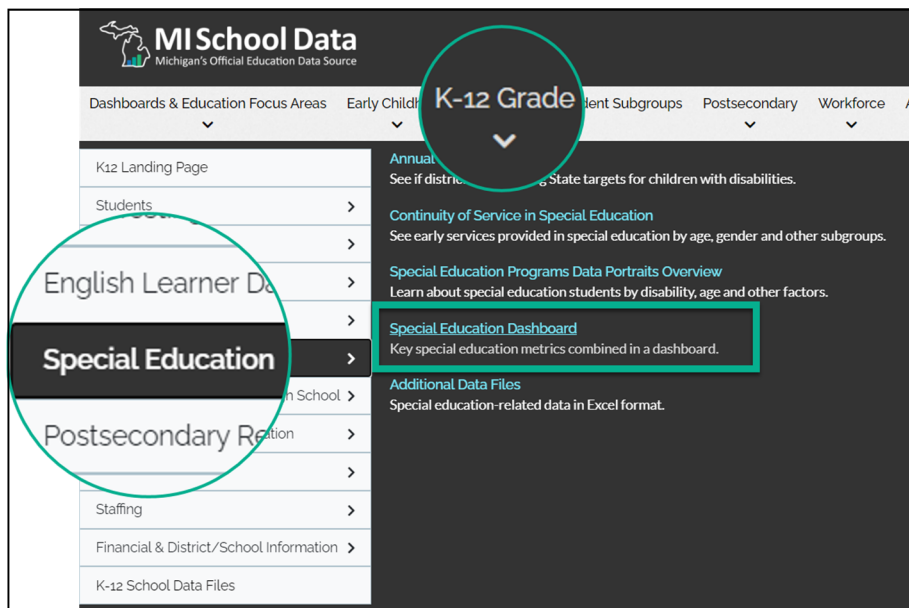 MI School Data
Michigan's Official Education Data Source
Dashboards & Education Focus Areas
Early
K-12 Grade
Subgroups
Postsecondary
Workforce
K12 Landing Page
Students
English Learner
Special Education
School
Postsecondary
Staffing
Financial & District/School Information
K-12 School Data Files
Annual
See if State targets for children with disabilities.
Continuity of Service in Special Education
See early services provided in special education by age, gender and other subgroups.
Special Education Programs Data Portraits Overview
Learn about special education students by disability, age and other factors.
Special Education Dashboard
Key special education metrics combined in a dashboard.
Additional Data Files
Special education-related data in Excel format.